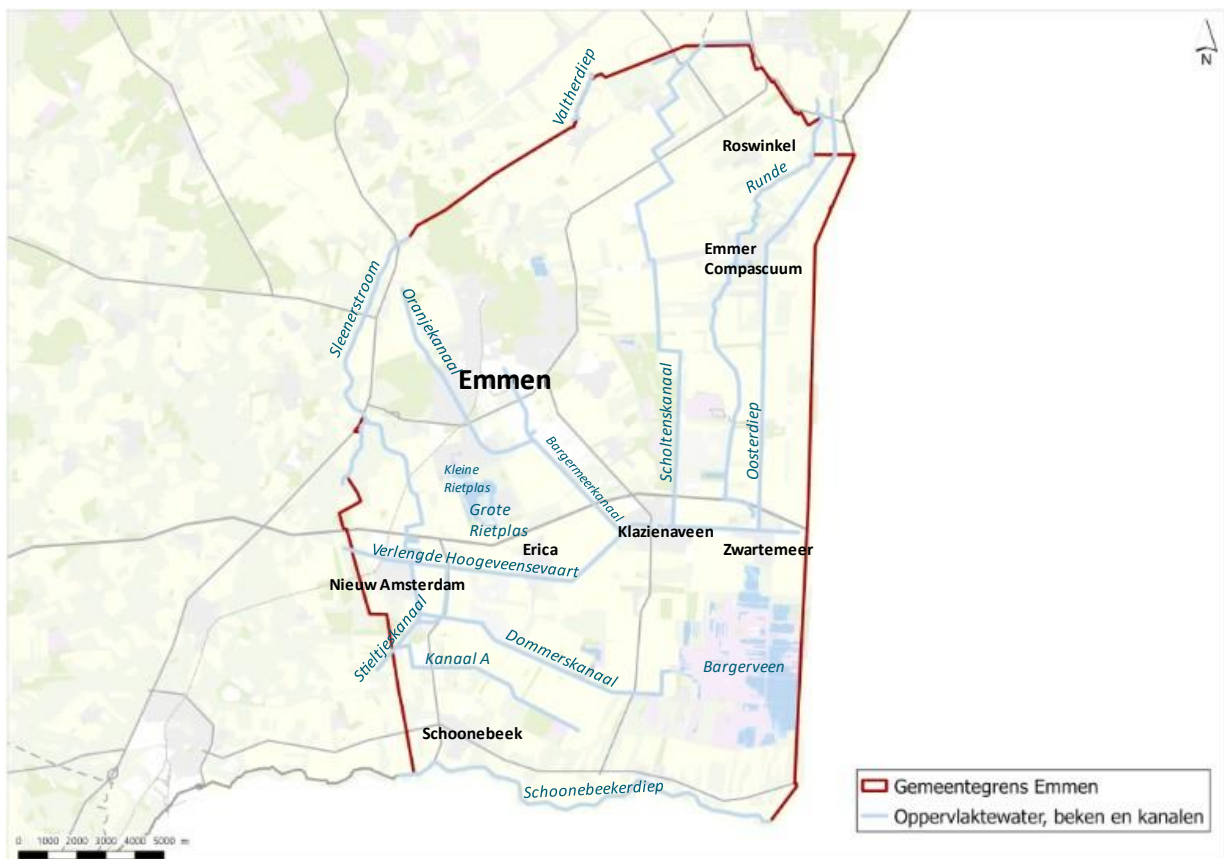 N
Valtherdiep
Roswinkel
Runde
Emmer
Compascuum
Sleenerstroom
Oranjekanaal
Emmen
Scholtenskanaal
Oosterdiep
Bargermeerkanaal
Kleine
Rietplas
Grote
Rietplas
Klazienaveen
Erica
Zwartemeer
Verlengde Hoogeveensevaart
Nieuw Amsterdam
Stieltjeskanaal
Dommerskanaal
Kanaal A
Bargerveen
Schoonebeek
Schoonebeekerdiep
Gemeentegrens Emmen
Oppervlaktewater, beken en kanalen
0 1000 2000 3000 4000 5000 m